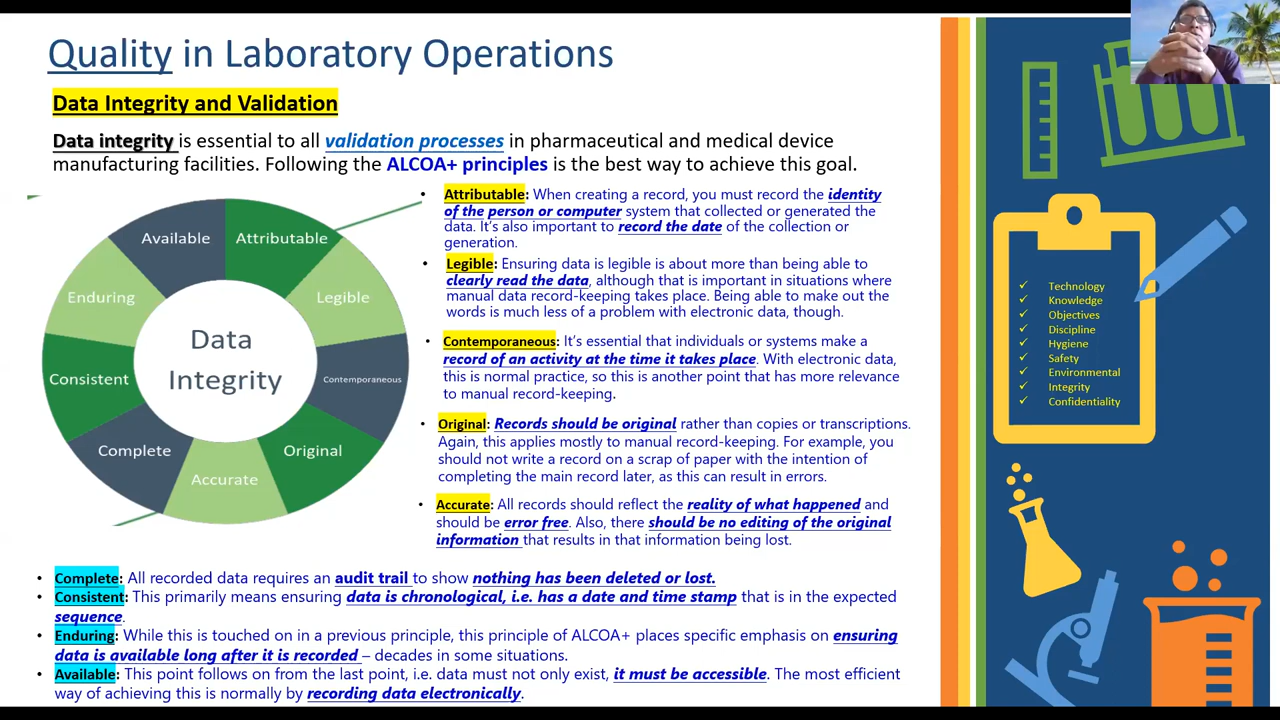 Quality in Laboratory Operations
Data Integrity and Validation
Data integrity is essential to all validation processes in pharmaceutical and medical device
manufacturing facilities. Following the ALCOA+ principles is the best way to achieve this goal.
Available
Attributable
Enduring
Legible
Data
Integrity
Consistent
Contemporaneous
Complete
Original
Accurate
• Attributable: When creating a record, you must record the identity
of the person or computer system that collected or generated the
data. It's also important to record the date of the collection or
generation.
• Legible: Ensuring data is legible is about more than being able to
clearly read the data, although that is important in situations where
manual data record-keeping takes place. Being able to make out the
words is much less of a problem with electronic data, though.
• Contemporaneous: It's essential that individuals or systems make a
record of an activity at the time it takes place. With electronic data,
this is normal practice, so this is another point that has more relevance
to manual record-keeping.
• Original: Records should be original rather than copies or transcriptions.
Again, this applies mostly to manual record-keeping. For example, you
should not write a record on a scrap of paper with the intention of
completing the main record later, as this can result in errors.
• Accurate: All records should reflect the reality of what happened and
should be error free. Also, there should be no editing of the original
information that results in that information being lost.
• Complete: All recorded data requires an audit trail to show nothing has been deleted or lost.
• Consistent: This primarily means ensuring data is chronological, i.e. has a date and time stamp that is in the expected
sequence.
• Enduring: While this is touched on in a previous principle, this principle of ALCOA+ places specific emphasis on ensuring
data is available long after it is recorded – decades in some situations.
• Available: This point follows on from the last point, i.e. data must not only exist, it must be accessible. The most efficient
way of achieving this is normally by recording data electronically.
✓ Technology
✓ Knowledge
✓ Objectives
✓ Discipline
✓ Hygiene
✓ Safety
✓ Environmental
✓ Integrity
✓ Confidentiality